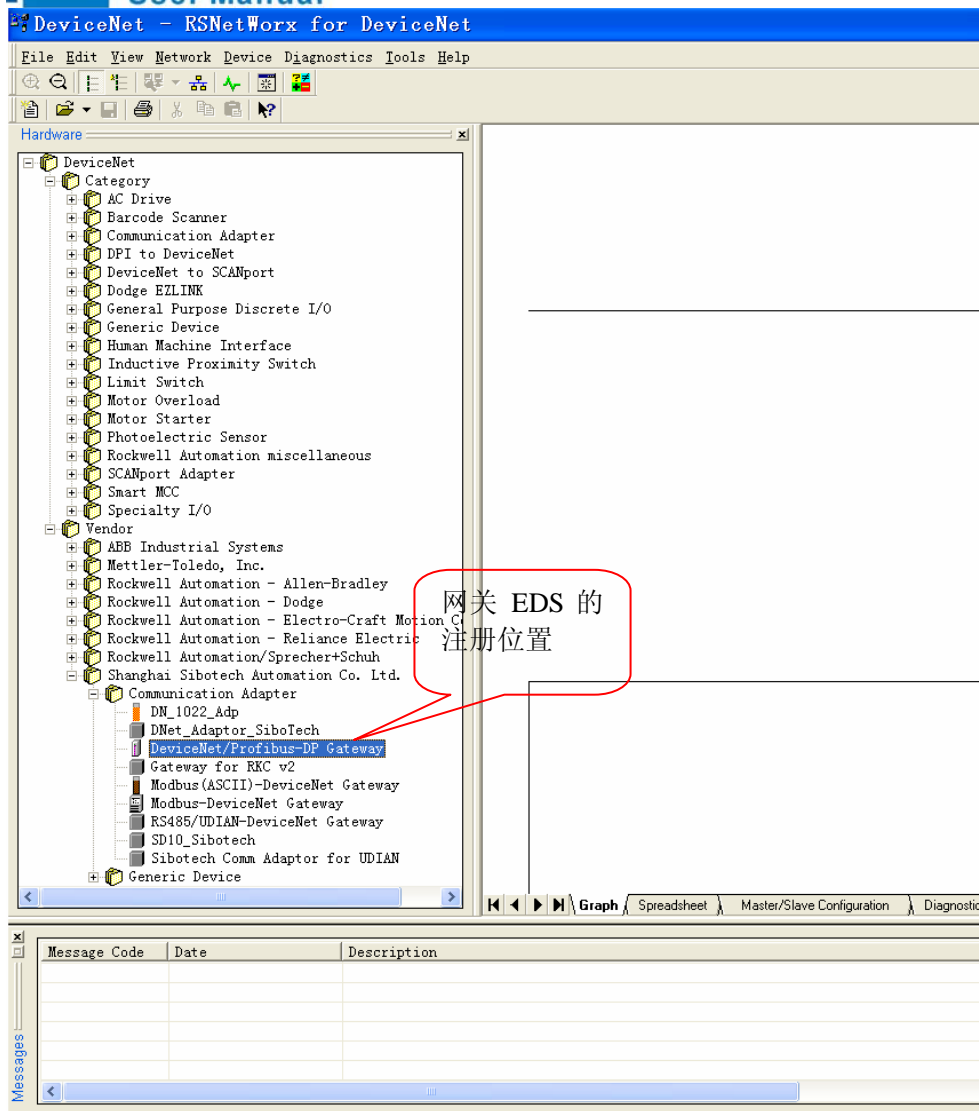 User Manual
DeviceNet - RSNetWorx for DeviceNet
File Edit View Network Device Diagnostics Tools Help
Hardware
DeviceNet
Category
AC Drive
Barcode Scanner
Communication Adapter
DPI to DeviceNet
DeviceNet to SCANport
Dodge EZLINK
General Purpose Discrete I/O
Generic Device
Human Machine Interface
Inductive Proximity Switch
Limit Switch
Motor Overload
Motor Starter
Photoelectric Sensor
Rockwell Automation miscellaneous
SCANport Adapter
Smart MCC
Specialty I/O
Vendor
ABB Industrial Systems
Mettler-Toledo, Inc.
Rockwell Automation - Allen-Bradley
Rockwell Automation - Dodge
Rockwell Automation - Electro-Craft Motion C
Rockwell Automation - Reliance Electric
Rockwell Automation/Sprecher+Schuh
Shanghai Sibotech Automation Co. Ltd.
Communication Adapter
DN_1022_Adp
DNet_Adaptor_SiboTech
DeviceNet/Profibus-DP Gateway
Gateway for RKC v2
Modbus(ASCII)-DeviceNet Gateway
Modbus-DeviceNet Gateway
RS485/UDIAN-DeviceNet Gateway
SD10_Sibotech
Sibotech Comm Adaptor for UDIAN
Generic Device
网关 EDS 的
注册位置
Graph Spreadsheet Master/Slave Configuration Diagnostic
Message Code Date Description
Messages